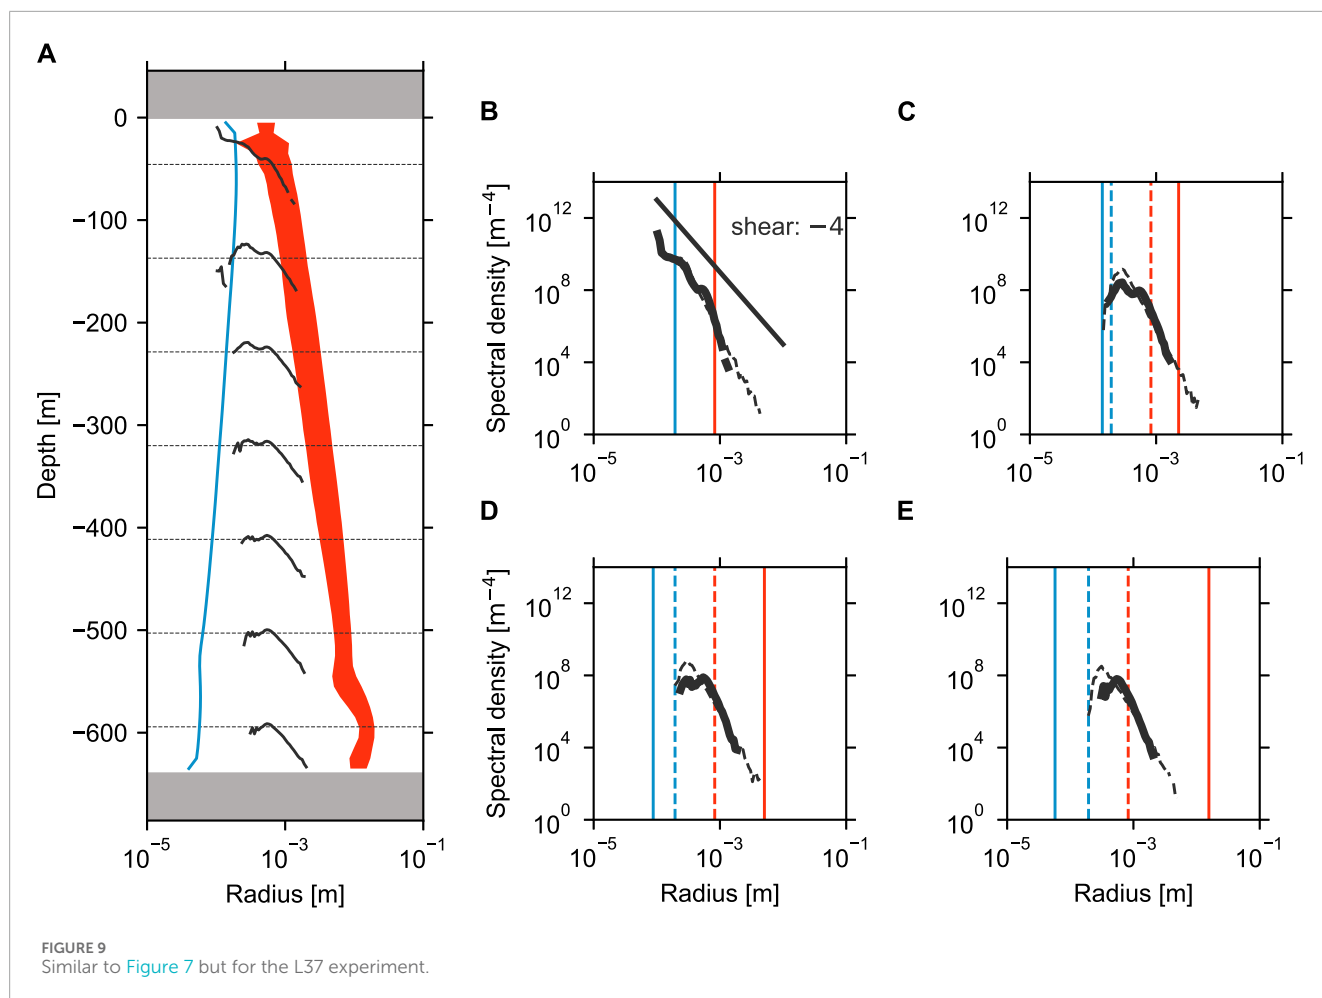 A
0
−100
−200
−300
−400
−500
−600
Depth [m]
10⁻⁵ 10⁻³ 10⁻¹
Radius [m]
B
Spectral density [m⁻⁴]
10¹²
10⁸
10⁴
10⁰
shear: −4
10⁻⁵ 10⁻³ 10⁻¹
C
10¹²
10⁸
10⁴
10⁰
10⁻⁵ 10⁻³ 10⁻¹
D
Spectral density [m⁻⁴]
10¹²
10⁸
10⁴
10⁰
10⁻⁵ 10⁻³ 10⁻¹
Radius [m]
E
10¹²
10⁸
10⁴
10⁰
10⁻⁵ 10⁻³ 10⁻¹
Radius [m]
FIGURE 9
Similar to Figure 7 but for the L37 experiment.